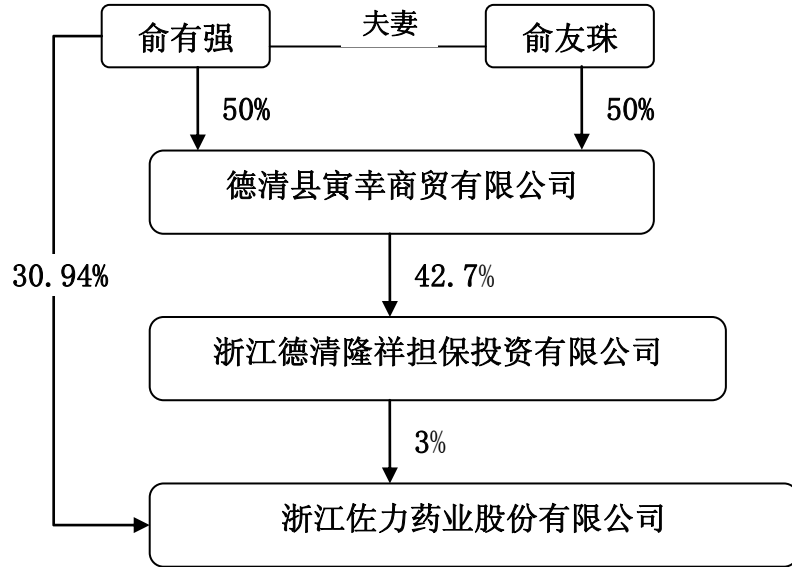 俞有强
夫妻
俞友珠
50%
50%
德清县寅幸商贸有限公司
30.94%
42.7%
浙江德清隆祥担保投资有限公司
3%
浙江佐力药业股份有限公司